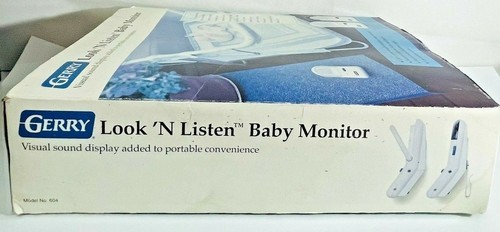 GERRY Look 'N Listen™ Baby Monitor
GERRY Look 'N Listen™ Baby Monitor
Visual sound display added to portable convenience
Model No. 604